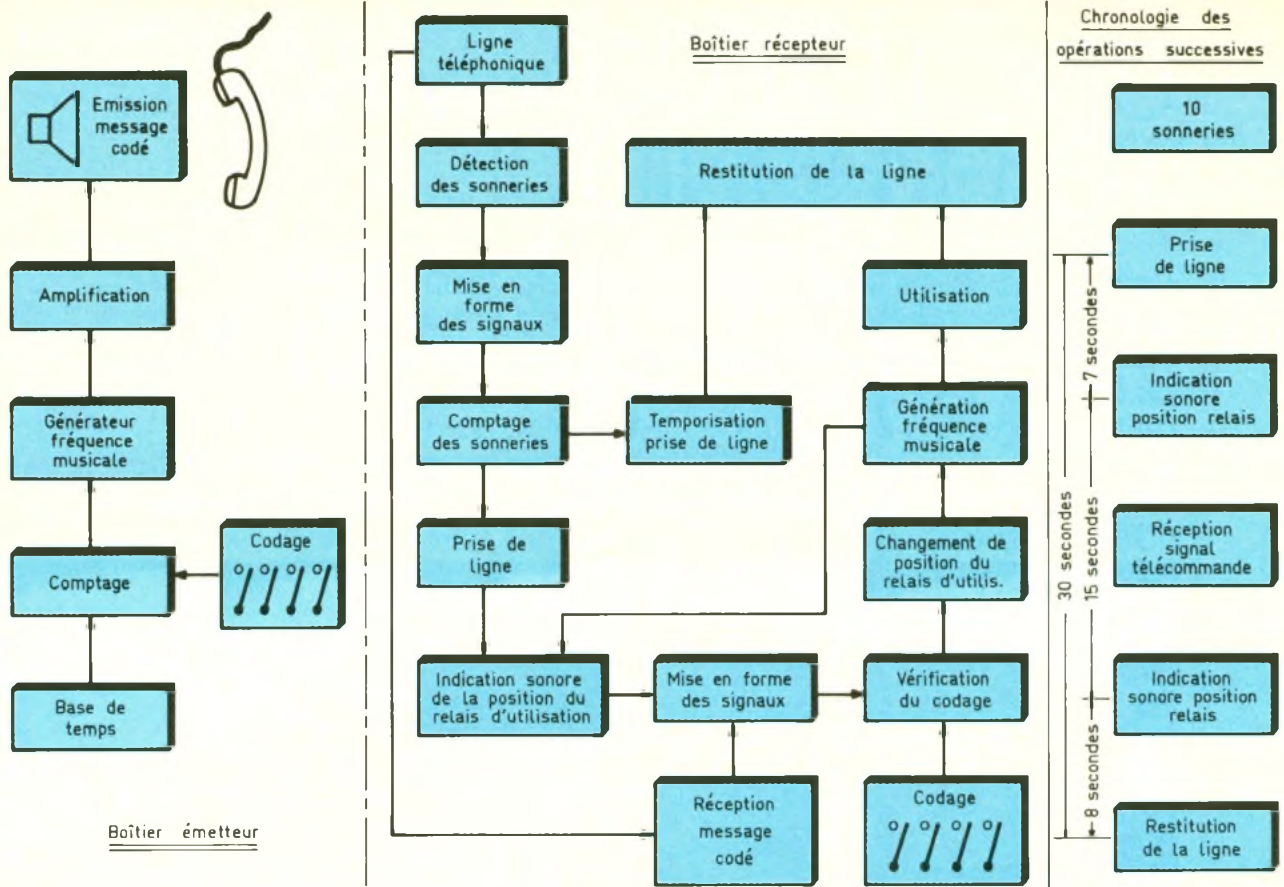 Emission
message
codé
Amplification
Générateur
fréquence
musicale
Comptage
Codage
Base de
temps
Boîtier émetteur
Boîtier récepteur
Ligne
téléphonique
Détection
des sonneries
Restitution de la ligne
Mise en
forme
des signaux
Utilisation
Comptage
des sonneries
Temporisation
prise de ligne
Génération
fréquence
musicale
Prise de
ligne
Changement de
position du
relais d'utilis.
Indication sonore
de la position du
relais d'utilisation
Mise en forme
des signaux
Vérification
du codage
Réception
message
codé
Codage
Chronologie des
opérations successives
10
sonneries
Prise
de ligne
Indication
sonore
position relais
Réception
signal
télécommande
Indication
sonore position
relais
Restitution
de la ligne
30 secondes
7 secondes
15 secondes
8 secondes